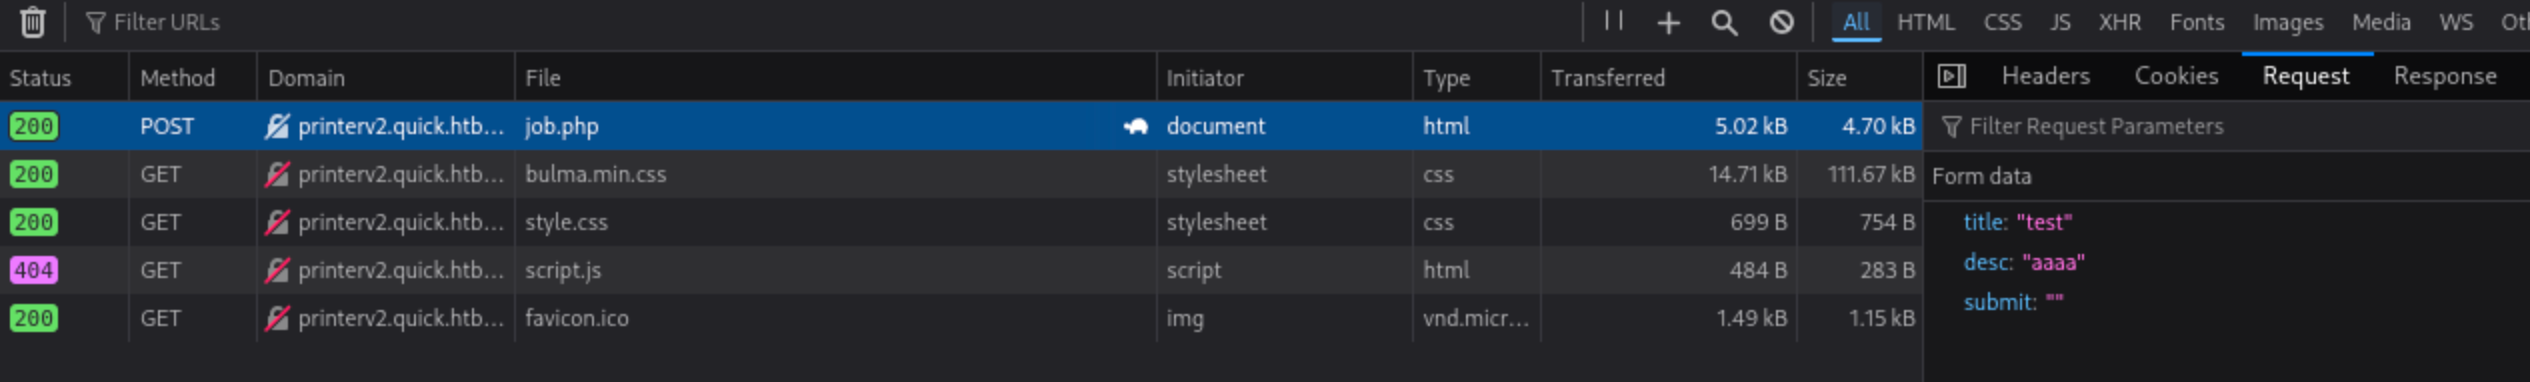 Filter URLs All HTML CSS JS XHR Fonts Images Media WS Ot
Status Method Domain File Initiator Type Transferred Size Headers Cookies Request Response
200 POST printerv2.quick.htb... job.php document html 5.02 kB 4.70 kB Filter Request Parameters
200 GET printerv2.quick.htb... bulma.min.css stylesheet css 14.71 kB 111.67 kB Form data
200 GET printerv2.quick.htb... style.css stylesheet css 699 B 754 B title: "test"
404 GET printerv2.quick.htb... script.js script html 484 B 283 B desc: "aaaa"
200 GET printerv2.quick.htb... favicon.ico img vnd.micr... 1.49 kB 1.15 kB submit: ""